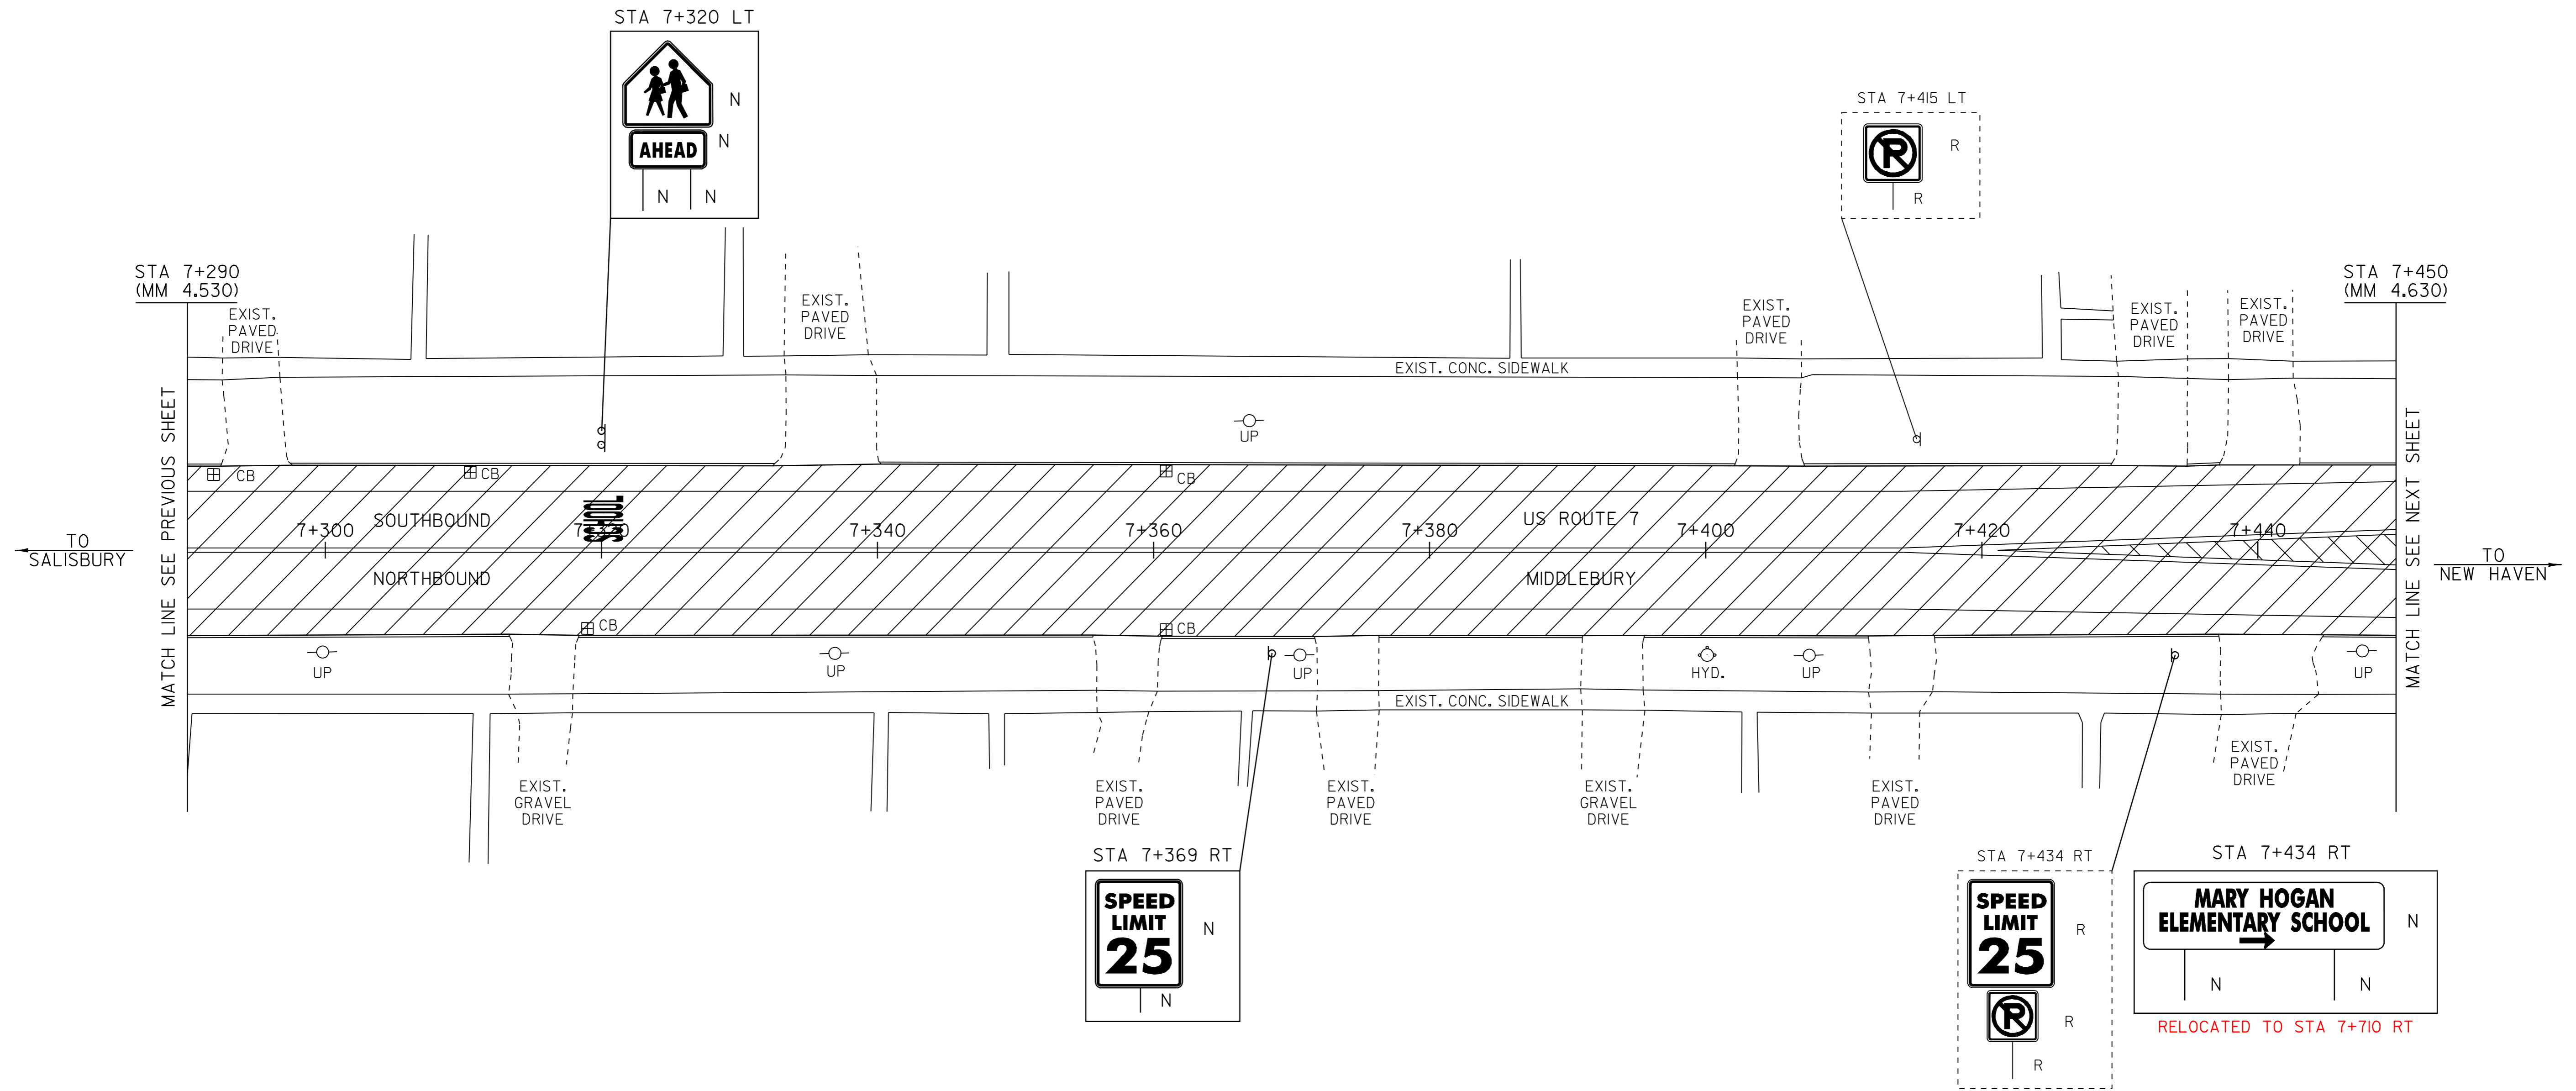 STA 7+320 LT
N
AHEAD
N
N N
STA 7+415 LT
P
R
R
STA 7+290
(MM 4.530)
STA 7+450
(MM 4.630)
EXIST.
PAVED
DRIVE
EXIST.
PAVED
DRIVE
EXIST.
PAVED
DRIVE
EXIST.
PAVED
DRIVE
EXIST.
PAVED
DRIVE
EXIST. CONC. SIDEWALK
MATCH LINE SEE PREVIOUS SHEET
MATCH LINE SEE NEXT SHEET
UP
CB
CB
CB
SOUTHBOUND
US ROUTE 7
7+300
7+340
7+360
7+380
7+400
7+420
7+440
TO
SALISBURY
TO
NEW HAVEN
NORTHBOUND
MIDDLEBURY
CB
CB
UP
UP
UP
HYD.
UP
UP
EXIST. CONC. SIDEWALK
EXIST.
GRAVEL
DRIVE
EXIST.
PAVED
DRIVE
EXIST.
PAVED
DRIVE
EXIST.
GRAVEL
DRIVE
EXIST.
PAVED
DRIVE
EXIST.
PAVED
DRIVE
STA 7+369 RT
SPEED
LIMIT
25
N
N
STA 7+434 RT
SPEED
LIMIT
25
R
P
R
R
STA 7+434 RT
MARY HOGAN
ELEMENTARY SCHOOL
→
N
N N
RELOCATED TO STA 7+710 RT